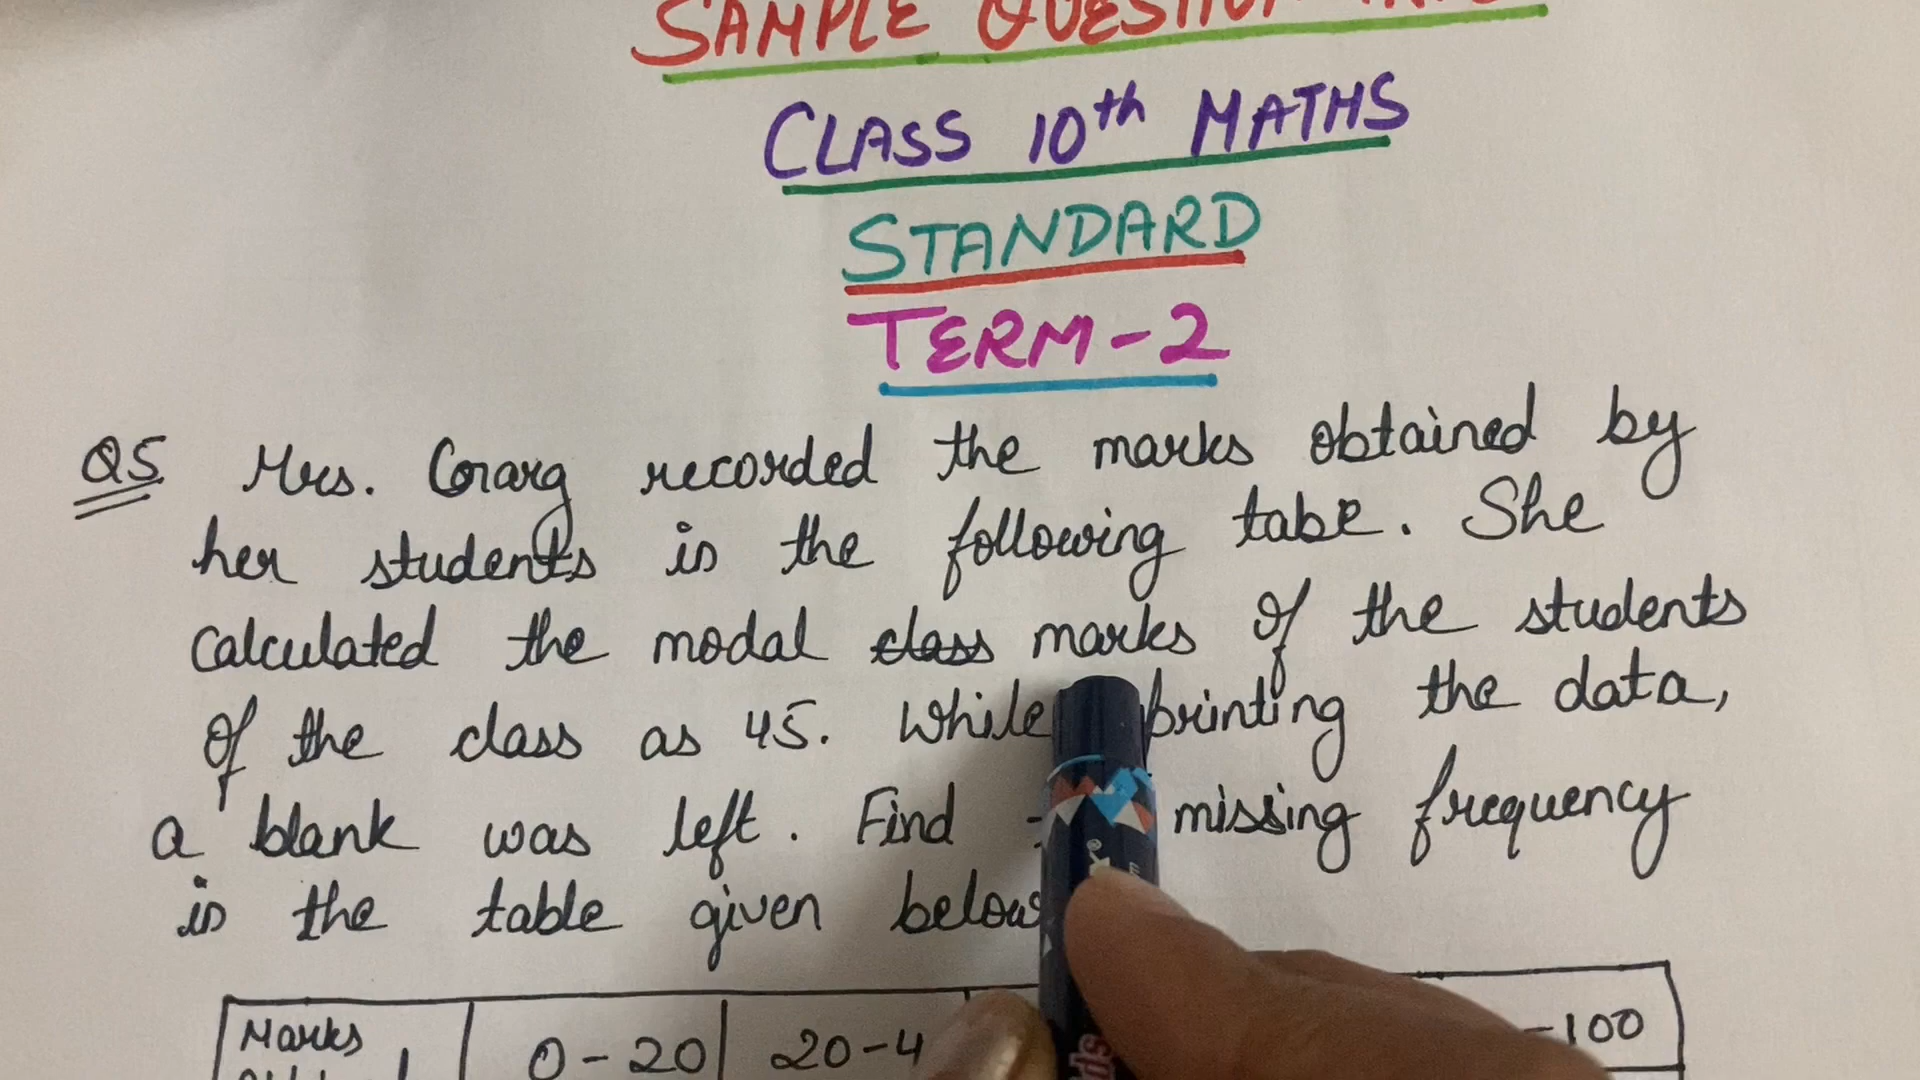 SAMPLE QUESTION
CLASS 10th MATHS
STANDARD
TERM-2
Q5 Mrs. Garg recorded the marks obtained by
her students in the following table. She
calculated the modal class marks of the students
of the class as 45. While printing the data,
a blank was left. Find missing frequency
in the table given below
Marks 0-20 20-4 -100